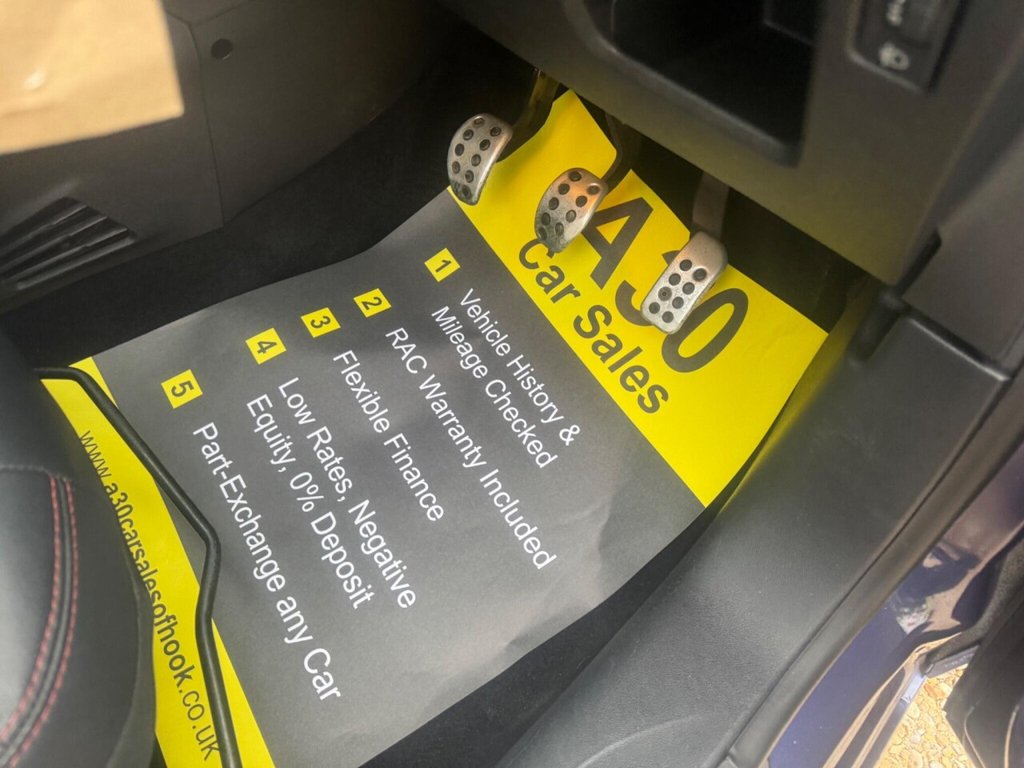 A30
Car Sales
1
Vehicle History &
Mileage Checked
2
RAC Warranty Included
3
Flexible Finance
4
Low Rates, Negative
Equity, 0% Deposit
5
Part-Exchange any Car
www.a30carsalesofhook.co.uk